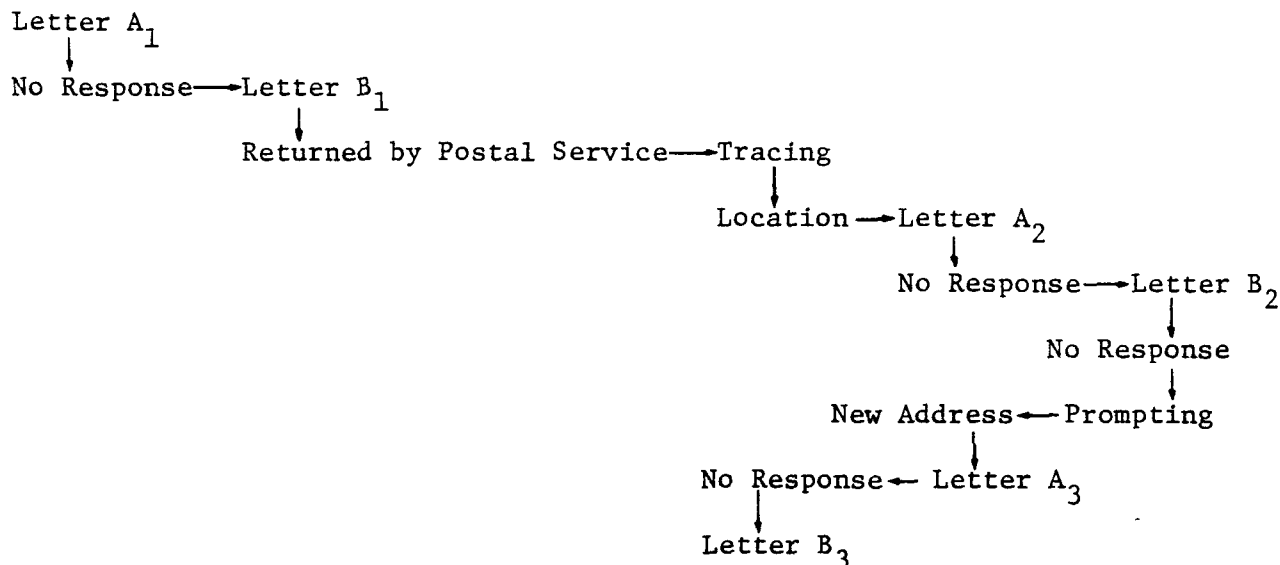 Letter A₁
No Response→Letter B₁
Returned by Postal Service→Tracing
Location→Letter A₂
No Response→Letter B₂
No Response
New Address←Prompting
No Response← Letter A₃
Letter B₃